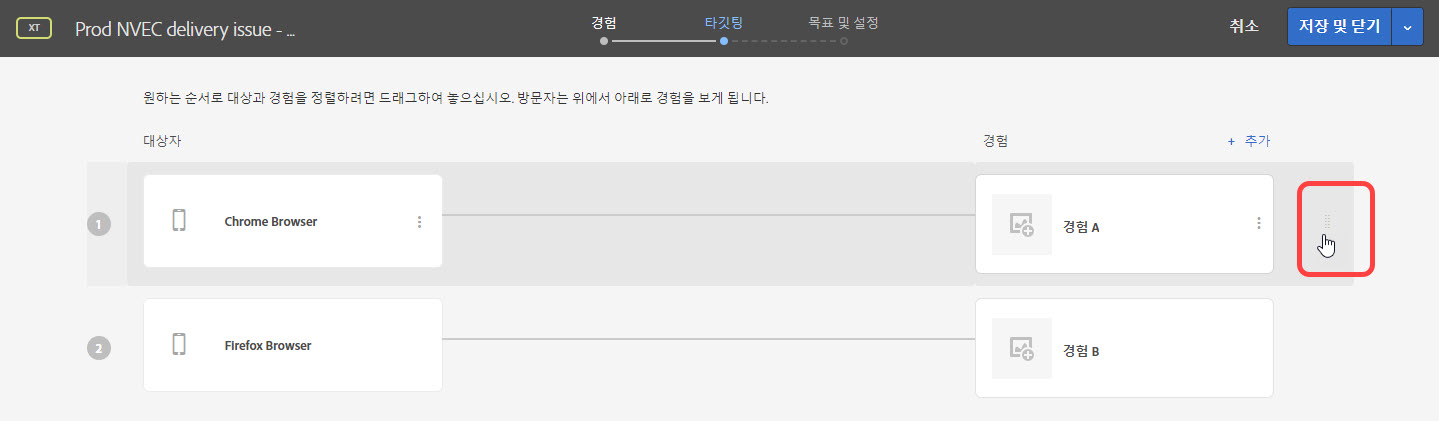 XT
Prod NVEC delivery issue - ...
경험
타깃팅
목표 및 설정
취소
저장 및 닫기
원하는 순서로 대상과 경험을 정렬하려면 드래그하여 놓으십시오. 방문자는 위에서 아래로 경험을 보게 됩니다.
대상자
경험
+ 추가
1
Chrome Browser
경험 A
2
Firefox Browser
경험 B